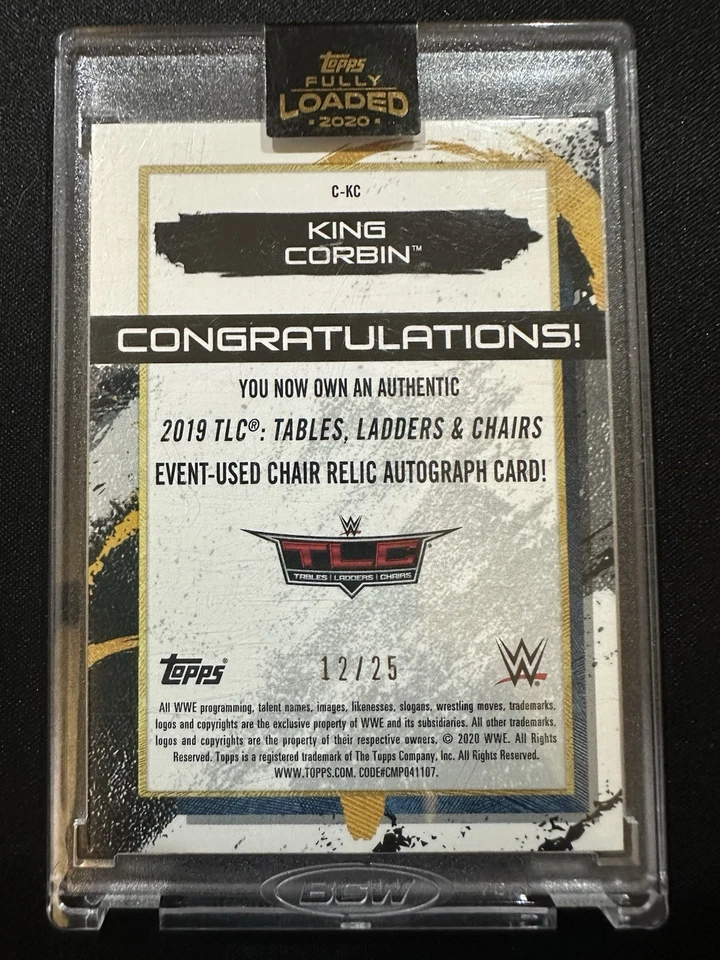 Topps
FULLY
LOADED
• 2020 •
C-KC
KING
CORBIN™
CONGRATULATIONS!
YOU NOW OWN AN AUTHENTIC
2019 TLC®: TABLES, LADDERS & CHAIRS
EVENT-USED CHAIR RELIC AUTOGRAPH CARD!
W
TLC
TABLES | LADDERS | CHAIRS
Topps®
12/25
W
All WWE programming, talent names, images, likenesses, slogans, wrestling moves, trademarks,
logos and copyrights are the exclusive property of WWE and its subsidiaries. All other trademarks,
logos and copyrights are the property of their respective owners. © 2020 WWE. All Rights
Reserved. Topps is a registered trademark of The Topps Company, Inc. All Rights Reserved.
WWW.TOPPS.COM. CODE#CMP041107.
BCW